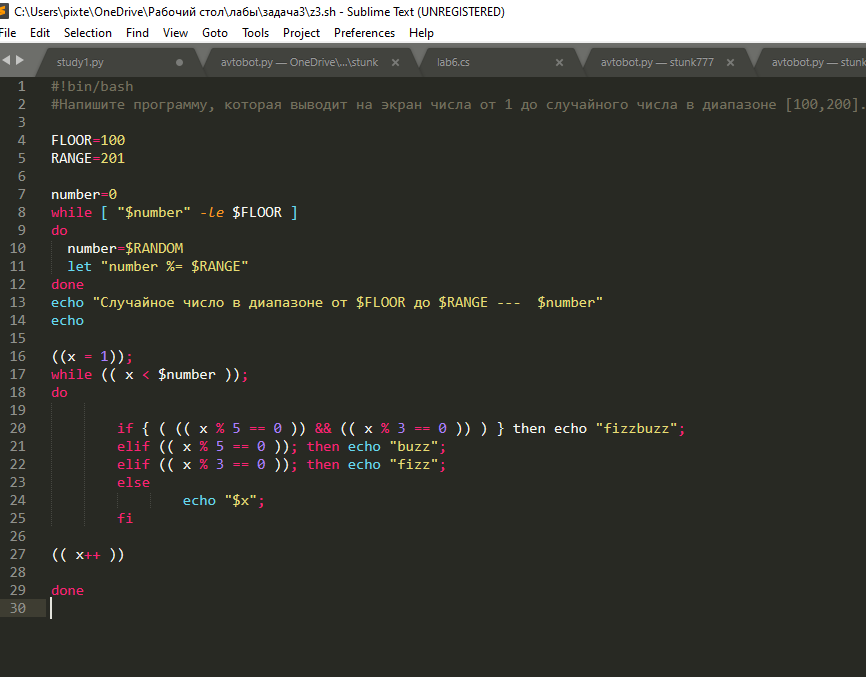 C:\Users\pixte\OneDrive\Рабочий стол\лабы\задача3\z3.sh - Sublime Text (UNREGISTERED)
File Edit Selection Find View Goto Tools Project Preferences Help
study1.py avtobot.py — OneDrive\...\stunk × lab6.cs × avtobot.py — stunk777 × avtobot.py — stunk
1 #!bin/bash
2 #Напишите программу, которая выводит на экран числа от 1 до случайного числа в диапазоне [100,200].
3
4 FLOOR=100
5 RANGE=201
6
7 number=0
8 while [ "$number" -le $FLOOR ]
9 do
10 number=$RANDOM
11 let "number %= $RANGE"
12 done
13 echo "Случайное число в диапазоне от $FLOOR до $RANGE --- $number"
14 echo
15
16 ((x = 1));
17 while (( x < $number ));
18 do
19
20 if { ( (( x % 5 == 0 )) && (( x % 3 == 0 )) ) } then echo "fizzbuzz";
21 elif (( x % 5 == 0 )); then echo "buzz";
22 elif (( x % 3 == 0 )); then echo "fizz";
23 else
24 echo "$x";
25 fi
26
27 (( x++ ))
28
29 done
30